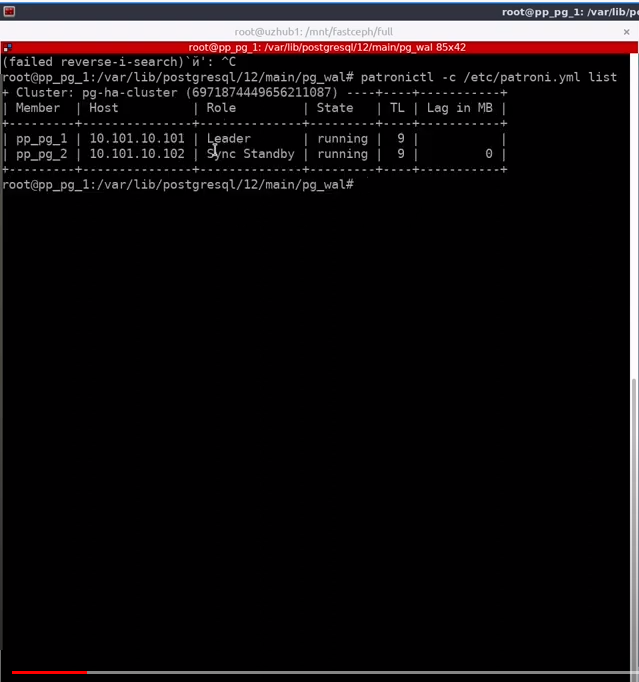 root@pp_pg_1: /var/lib/po
root@uzhub1: /mnt/fastceph/full ×
root@pp_pg_1: /var/lib/postgresql/12/main/pg_wal 85x42
(failed reverse-i-search)`й': ^C
root@pp_pg_1:/var/lib/postgresql/12/main/pg_wal# patronictl -c /etc/patroni.yml list
+ Cluster: pg-ha-cluster (6971874449656211087) ----+----+-----------+
| Member  | Host         | Role         | State   | TL | Lag in MB |
+---------+--------------+--------------+---------+----+-----------+
| pp_pg_1 | 10.101.10.101 | Leader       | running |  9 |           |
| pp_pg_2 | 10.101.10.102 | Sync Standby | running |  9 |         0 |
+---------+--------------+--------------+---------+----+-----------+
root@pp_pg_1:/var/lib/postgresql/12/main/pg_wal#